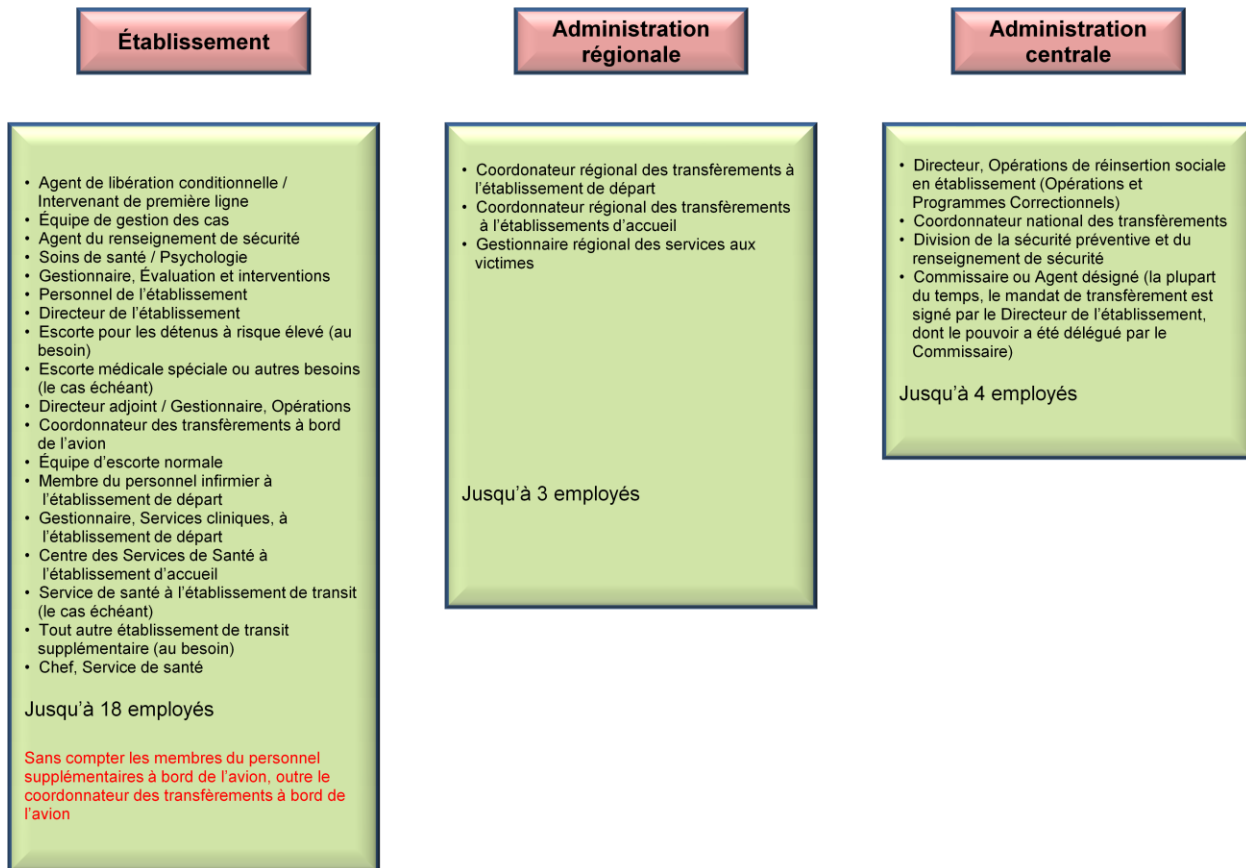 Établissement
• Agent de libération conditionnelle /
Intervenant de première ligne
• Équipe de gestion des cas
• Agent du renseignement de sécurité
• Soins de santé / Psychologie
• Gestionnaire, Évaluation et interventions
• Personnel de l'établissement
• Directeur de l'établissement
• Escorte pour les détenus à risque élevé (au
besoin)
• Escorte médicale spéciale ou autres besoins
(le cas échéant)
• Directeur adjoint / Gestionnaire, Opérations
• Coordonnateur des transfèrements à bord
de l'avion
• Équipe d'escorte normale
• Membre du personnel infirmier à
l'établissement de départ
• Gestionnaire, Services cliniques, à
l'établissement de départ
• Centre des Services de Santé à
l'établissement d'accueil
• Service de santé à l'établissement de transit
(le cas échéant)
• Tout autre établissement de transit
supplémentaire (au besoin)
• Chef, Service de santé
Jusqu'à 18 employés
Sans compter les membres du personnel
supplémentaires à bord de l'avion, outre le
coordonnateur des transfèrements à bord de
l'avion
Administration
régionale
• Coordonateur régional des transfèrements à
l'établissement de départ
• Coordonnateur régional des transfèrements
à l'établissements d'accueil
• Gestionnaire régional des services aux
victimes
Jusqu'à 3 employés
Administration
centrale
• Directeur, Opérations de réinsertion sociale
en établissement (Opérations et
Programmes Correctionnels)
• Coordonnateur national des transfèrements
• Division de la sécurité préventive et du
renseignement de sécurité
• Commissaire ou Agent désigné (la plupart
du temps, le mandat de transfèrement est
signé par le Directeur de l'établissement,
dont le pouvoir a été délégué par le
Commissaire)
Jusqu'à 4 employés